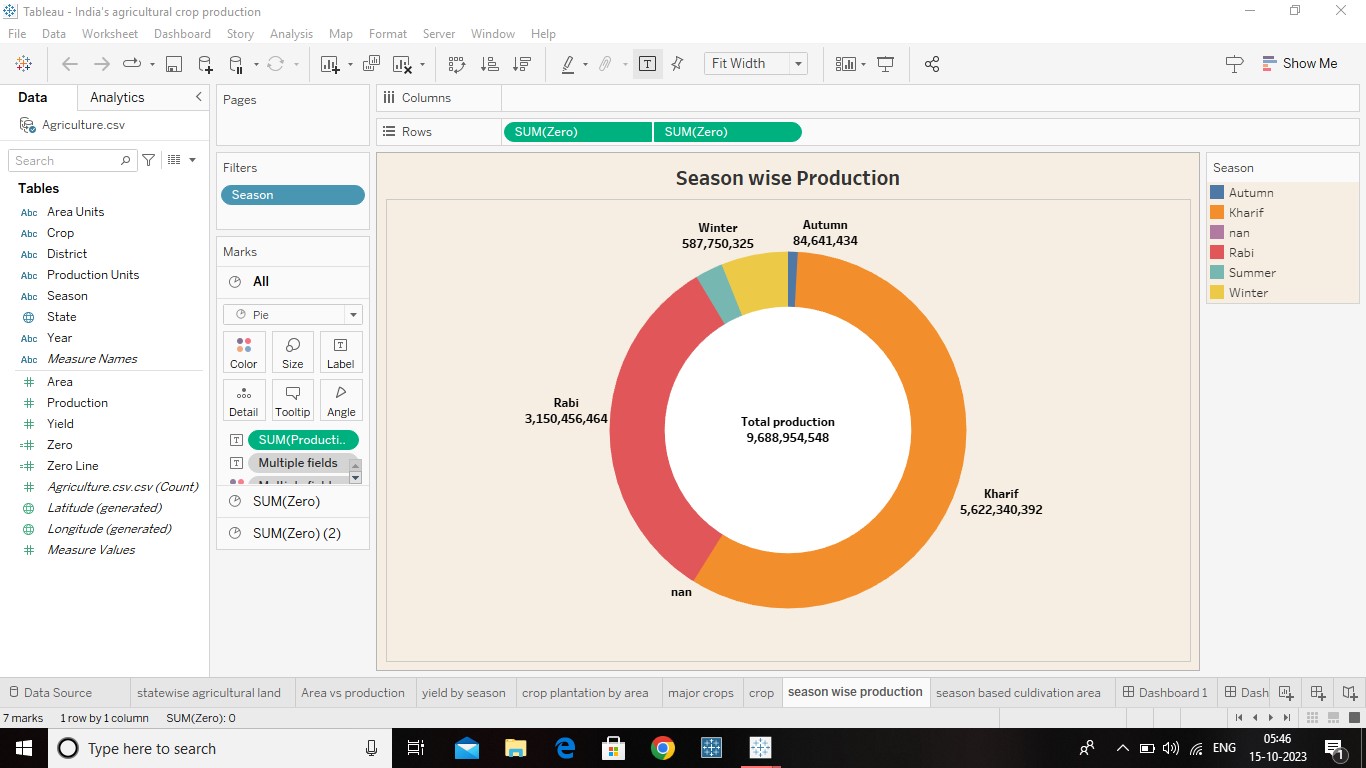 Tableau - India's agricultural crop production
File Data Worksheet Dashboard Story Analysis Map Format Server Window Help
Fit Width
Show Me
Data Analytics
Agriculture.csv
Search
Tables
Abc Area Units
Abc Crop
Abc District
Abc Production Units
Abc Season
State
Abc Year
Abc Measure Names
Area
Production
Yield
Zero
Zero Line
Agriculture.csv.csv (Count)
Latitude (generated)
Longitude (generated)
Measure Values
Pages
Filters
Season
Marks
All
Pie
Color Size Label
Detail Tooltip Angle
SUM(Producti..
Multiple fields
SUM(Zero)
SUM(Zero) (2)
Columns
Rows SUM(Zero) SUM(Zero)
Season wise Production
Winter
587,750,325
Autumn
84,641,434
Rabi
3,150,456,464
Total production
9,688,954,548
Kharif
5,622,340,392
nan
Season
Autumn
Kharif
nan
Rabi
Summer
Winter
Data Source statewise agricultural land Area vs production yield by season crop plantation by area major crops crop season wise production season based culdivation area Dashboard 1 Dash
7 marks 1 row by 1 column SUM(Zero): 0
Type here to search
ENG
05:46
15-10-2023
1